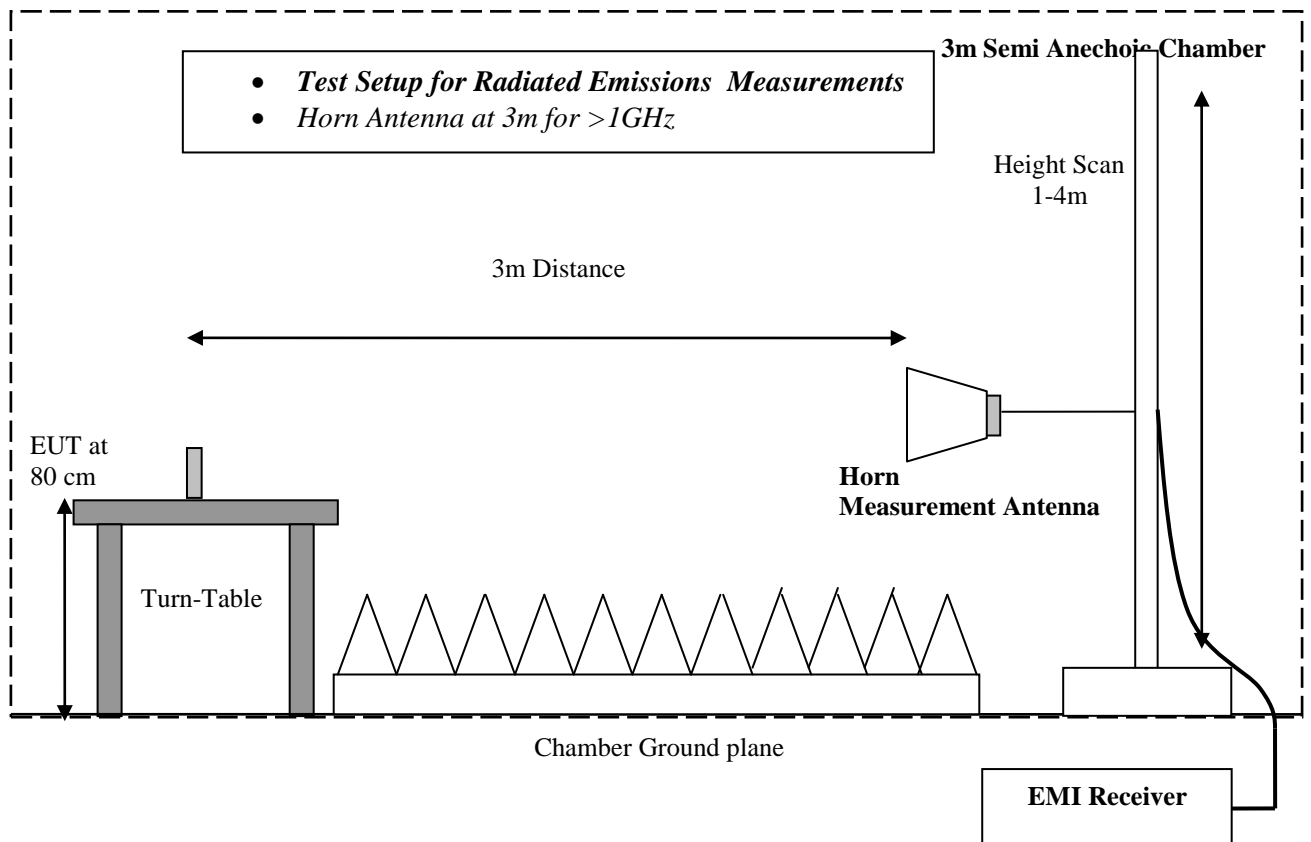 3m Semi Anechoic Chamber
• Test Setup for Radiated Emissions Measurements
• Horn Antenna at 3m for >1GHz
Height Scan
1-4m
3m Distance
EUT at
80 cm
Horn
Measurement Antenna
Turn-Table
Chamber Ground plane
EMI Receiver